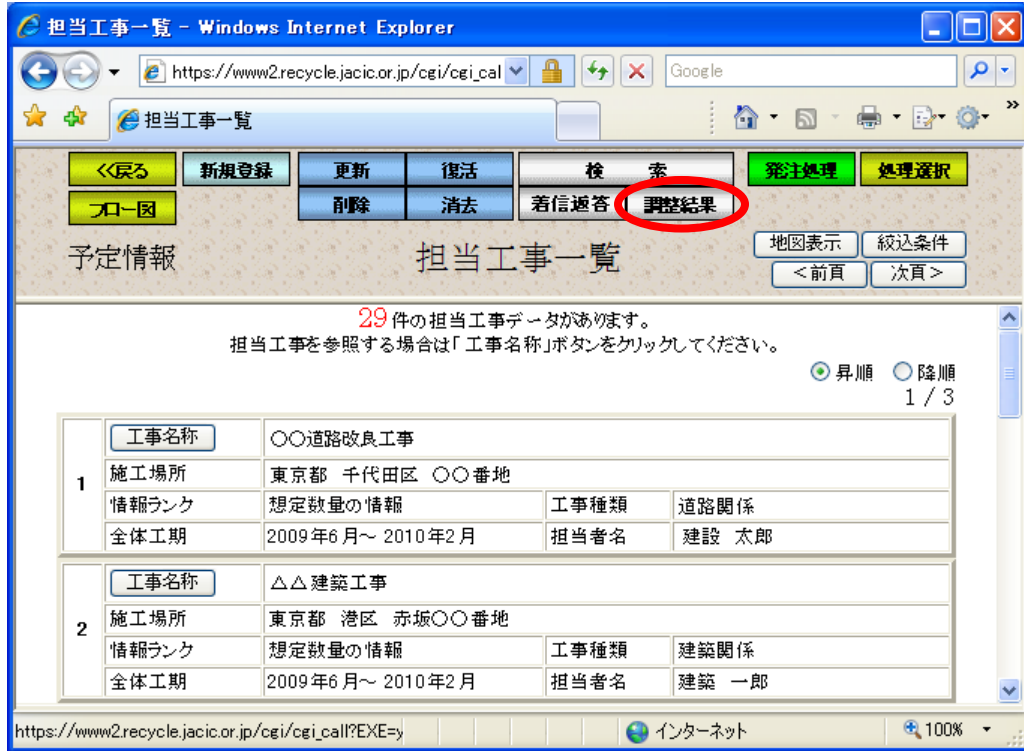 担当工事一覧 - Windows Internet Explorer
https://www2.recycle.jacic.or.jp/cgi/cgi_cal
Google
担当工事一覧
<<戻る 新規登録 更新 復活 検 索 発注処理 処理選択
フロー図 削除 消去 着信返答 調整結果
予定情報 担当工事一覧 地図表示 絞込条件
<前頁 次頁>
29件の担当工事データがあります。
担当工事を参照する場合は「工事名称」ボタンをクリックしてください。
昇順 降順
1 / 3
1 工事名称 〇〇道路改良工事
施工場所 東京都 千代田区 〇〇番地
情報ランク 想定数量の情報 工事種類 道路関係
全体工期 2009年6月～2010年2月 担当者名 建設 太郎
2 工事名称 △△建築工事
施工場所 東京都 港区 赤坂〇〇番地
情報ランク 想定数量の情報 工事種類 建築関係
全体工期 2009年6月～2010年2月 担当者名 建築 一郎
https://www2.recycle.jacic.or.jp/cgi/cgi_call?EXE=y インターネット 100%